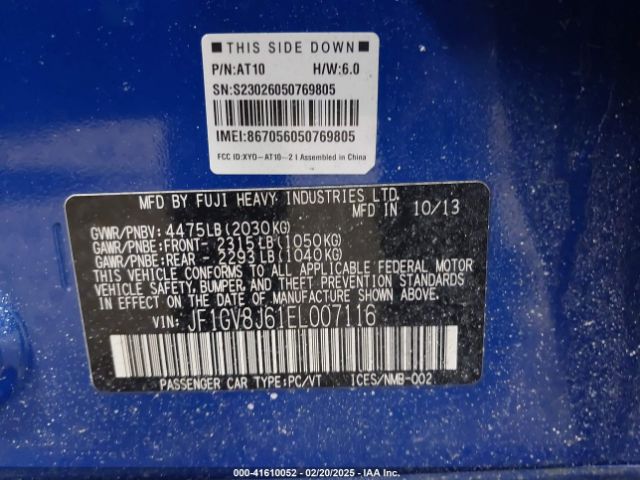 ■ THIS SIDE DOWN ■
P/N:AT10 H/W:6.0
SN:S23026050769805
IMEI:867056050769805
FCC ID:XYO-AT10-2 I Assembled in China
MFD BY FUJI HEAVY INDUSTRIES LTD.
MFD IN 10/13
GVWR/PNBV: 4475LB(2030KG)
GAWR/PNBE:FRONT- 2315LB(1050KG)
GAWR/PNBE:REAR - 2293LB(1040KG)
THIS VEHICLE CONFORMS TO ALL APPLICABLE FEDERAL MOTOR
VEHICLE SAFETY, BUMPER, AND THEFT PREVENTION STANDARDS
IN EFFECT ON THE DATE OF MANUFACTURE SHOWN ABOVE.
VIN: JF1GV8J61EL007116
PASSENGER CAR TYPE:PC/VT ICES/NMB-002
000-41610052 - 02/20/2025 - IAA Inc.